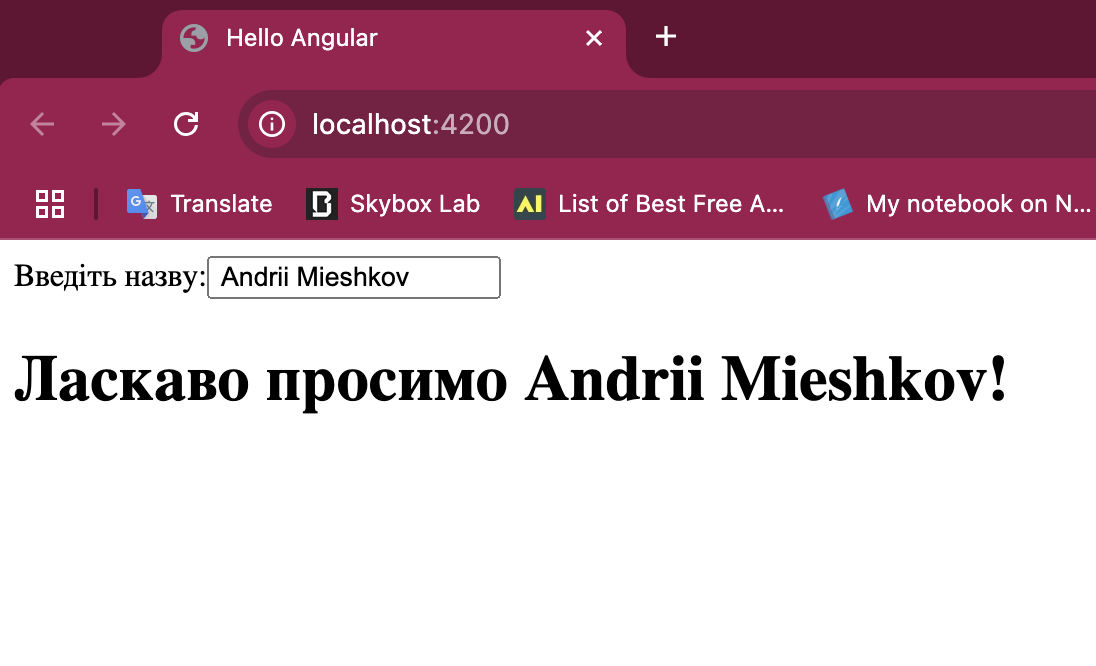 Hello Angular
localhost:4200
Translate Skybox Lab AI List of Best Free A... My notebook on N...
Введіть назву: Andrii Mieshkov
Ласкаво просимо Andrii Mieshkov!